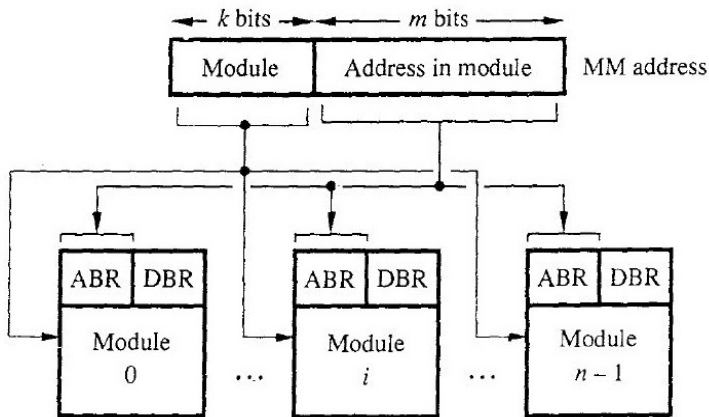 k bits m bits
Module Address in module MM address
ABR DBR ABR DBR ABR DBR
Module Module Module
0 ... i ... n − 1